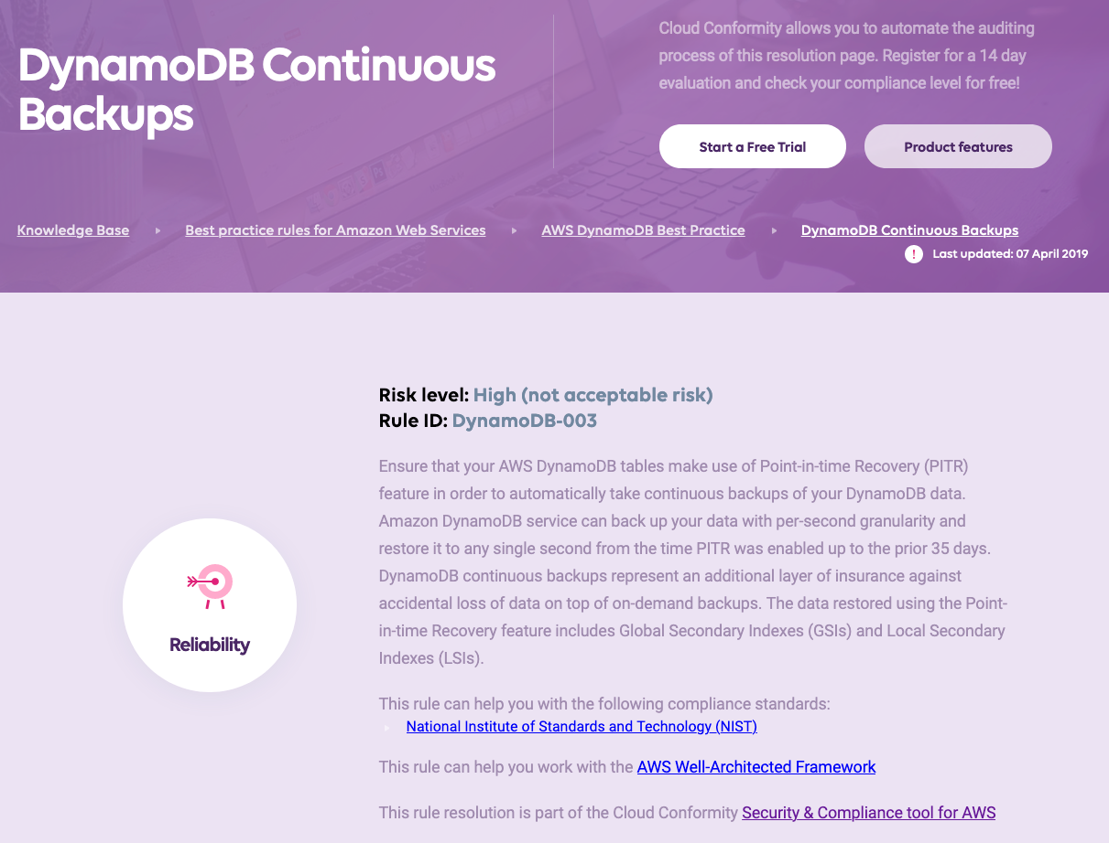 DynamoDB Continuous
Backups
Cloud Conformity allows you to automate the auditing
process of this resolution page. Register for a 14 day
evaluation and check your compliance level for free!
Start a Free Trial
Product features
Knowledge Base
Best practice rules for Amazon Web Services
AWS DynamoDB Best Practice
DynamoDB Continuous Backups
! Last updated: 07 April 2019
Risk level: High (not acceptable risk)
Rule ID: DynamoDB-003
Ensure that your AWS DynamoDB tables make use of Point-in-time Recovery (PITR)
feature in order to automatically take continuous backups of your DynamoDB data.
Amazon DynamoDB service can back up your data with per-second granularity and
restore it to any single second from the time PITR was enabled up to the prior 35 days.
DynamoDB continuous backups represent an additional layer of insurance against
accidental loss of data on top of on-demand backups. The data restored using the Point-
in-time Recovery feature includes Global Secondary Indexes (GSIs) and Local Secondary
Indexes (LSIs).
Reliability
This rule can help you with the following compliance standards:
National Institute of Standards and Technology (NIST)
This rule can help you work with the AWS Well-Architected Framework
This rule resolution is part of the Cloud Conformity Security & Compliance tool for AWS